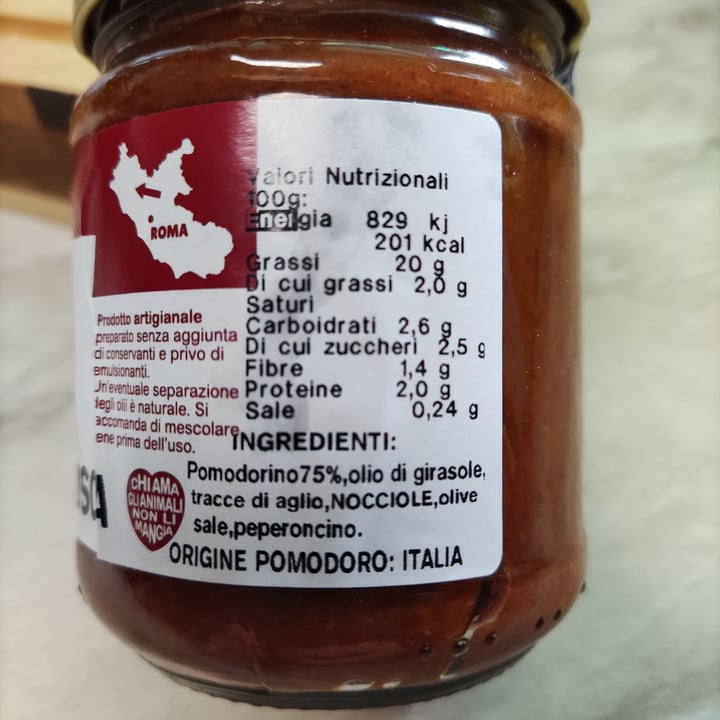 ROMA
Valori Nutrizionali
100g:
Energia 829 kj
201 kcal
Grassi 20 g
Di cui grassi 2,0 g
Saturi
Carboidrati 2,6 g
Di cui zuccheri 2,5 g
Fibre 1,4 g
Proteine 2,0 g
Sale 0,24 g
Prodotto artigianale
preparato senza aggiunta
di conservanti e privo di
emulsionanti.
Un'eventuale separazione
degli olii è naturale. Si
accomanda di mescolare
ene prima dell'uso.
INGREDIENTI:
Pomodorino75%,olio di girasole,
tracce di aglio,NOCCIOLE,olive
sale,peperoncino.
ORIGINE POMODORO: ITALIA
CHI AMA
GLI ANIMALI
NON LI
MANGIA